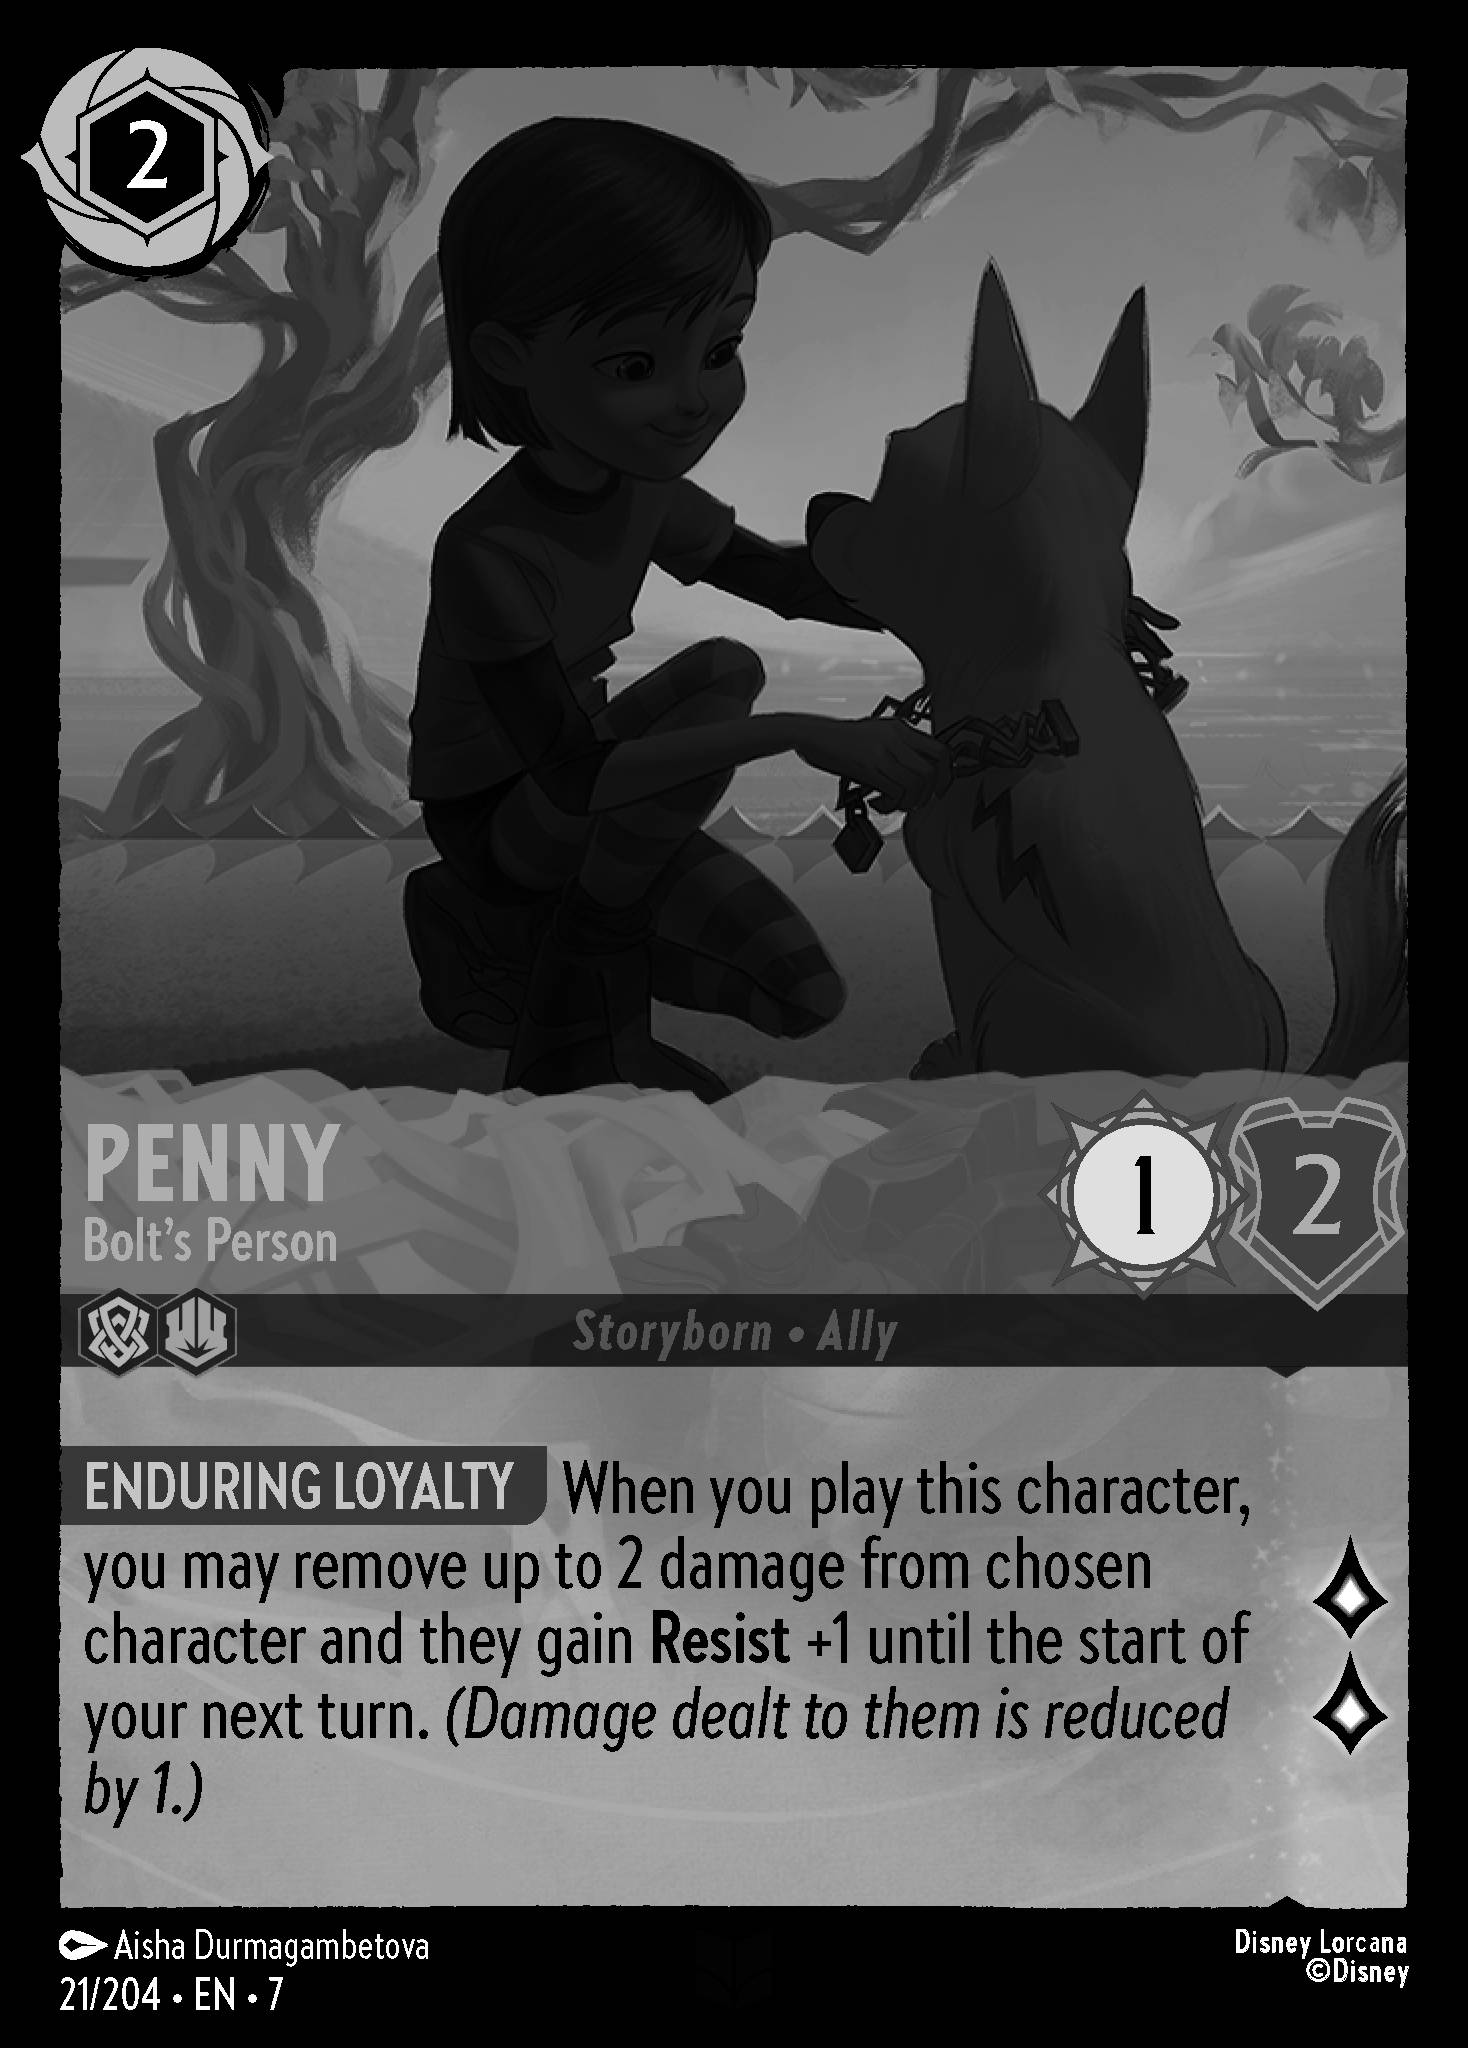 2
PENNY
Bolt's Person
1
2
Storyborn • Ally
ENDURING LOYALTY When you play this character,
you may remove up to 2 damage from chosen
character and they gain Resist +1 until the start of
your next turn. (Damage dealt to them is reduced
by 1.)
Aisha Durmagambetova
21/204 • EN • 7
Disney Lorcana
©Disney